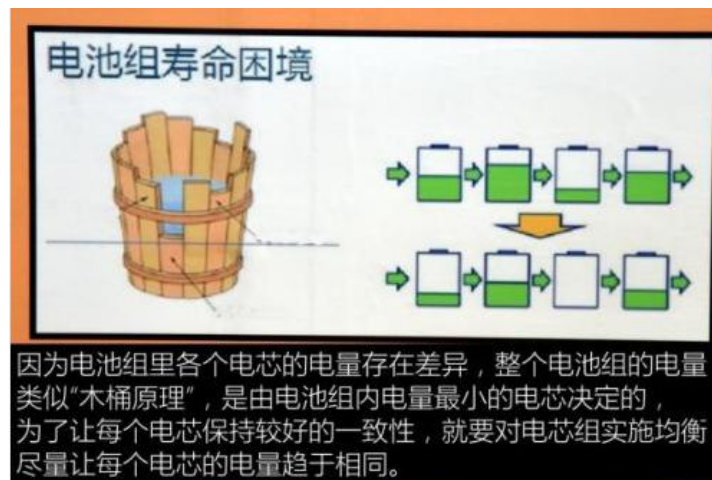 电池组寿命困境
因为电池组里各个电芯的电量存在差异，整个电池组的电量
类似“木桶原理”，是由电池组内电量最小的电芯决定的，
为了让每个电芯保持较好的一致性，就要对电芯组实施均衡
尽量让每个电芯的电量趋于相同。